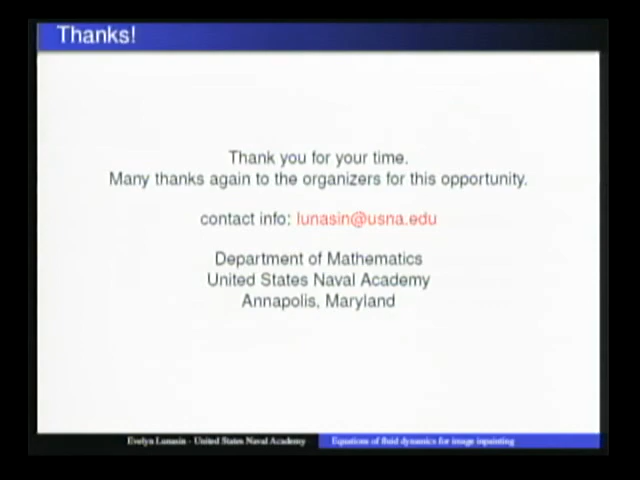 Thanks!
Thank you for your time.
Many thanks again to the organizers for this opportunity.
contact info: lunasin@usna.edu
Department of Mathematics
United States Naval Academy
Annapolis, Maryland
Evelyn Lunasin - United States Naval Academy
Equations of fluid dynamics for image inpainting